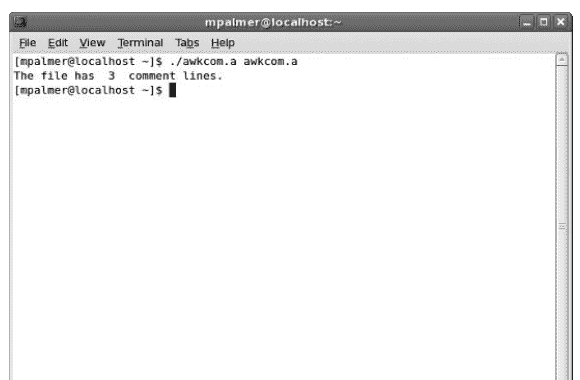 mpalmer@localhost:~
File Edit View Terminal Tabs Help
[mpalmer@localhost ~]$ ./awkcom.a awkcom.a
The file has  3  comment lines.
[mpalmer@localhost ~]$